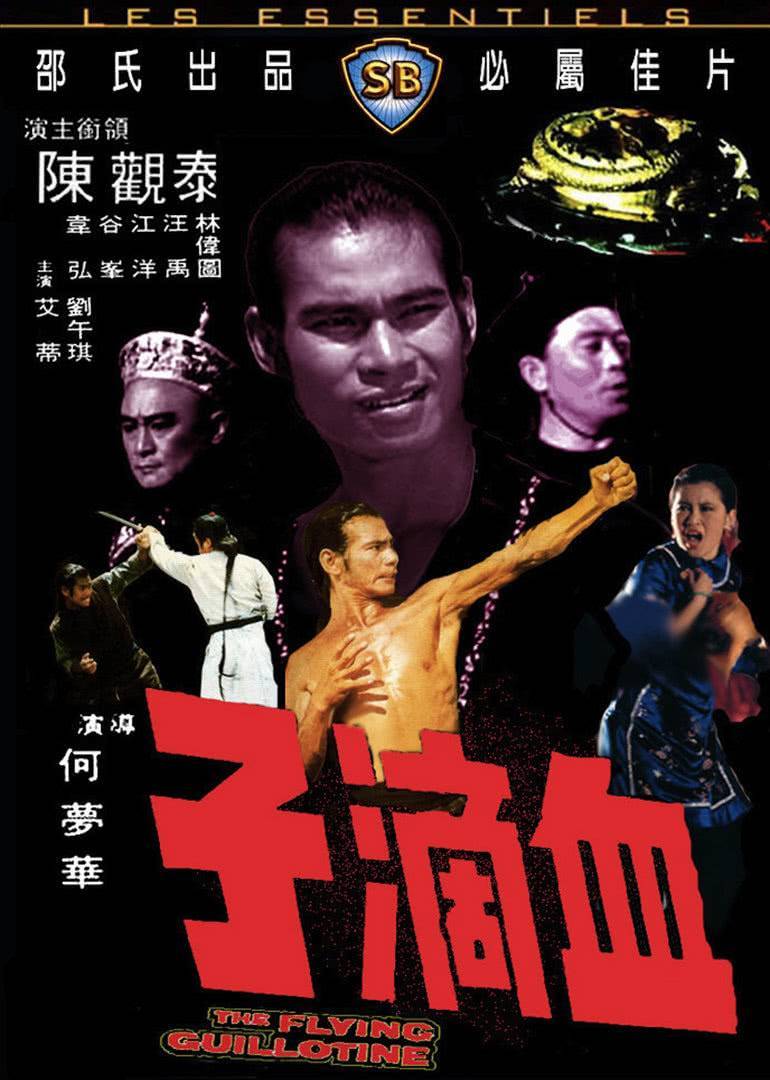 LES ESSENTIELS
邵氏出品 SB 必屬佳片
領銜主演
陳觀泰
林偉圖
汪禹
江洋
谷峯
韋弘
主演
劉午琪
艾蒂
導演
何夢華
血滴子
THE FLYING
GUILLOTINE